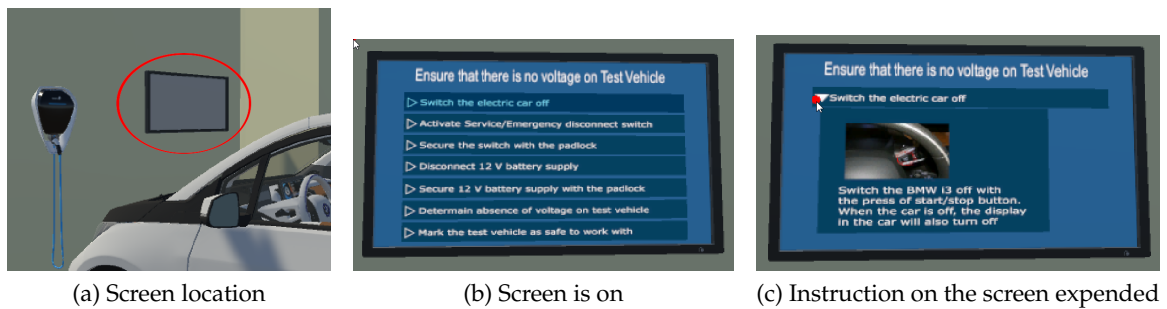 Ensure that there is no voltage on Test Vehicle
Switch the electric car off
Activate Service/Emergency disconnect switch
Secure the switch with the padlock
Disconnect 12 V battery supply
Secure 12 V battery supply with the padlock
Determain absence of voltage on test vehicle
Mark the test vehicle as safe to work with
Ensure that there is no voltage on Test Vehicle
Switch the electric car off
Switch the BMW i3 off with
the press of start/stop button.
When the car is off, the display
in the car will also turn off
(a) Screen location
(b) Screen is on
(c) Instruction on the screen expended